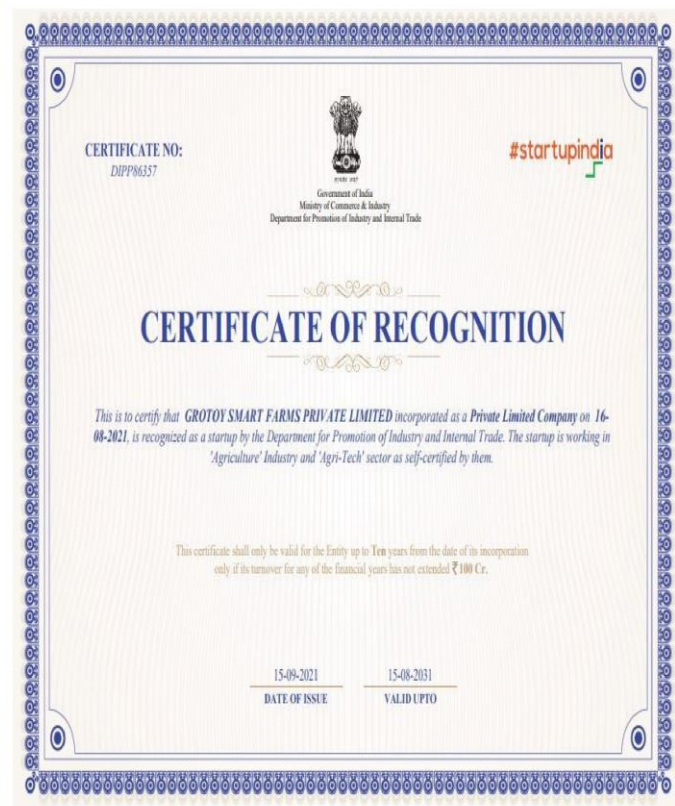 CERTIFICATE NO:
DIPP86357
#startupindia
सत्यमेव जयते
Government of India
Ministry of Commerce & Industry
Department for Promotion of Industry and Internal Trade
CERTIFICATE OF RECOGNITION
This is to certify that GROTOY SMART FARMS PRIVATE LIMITED incorporated as a Private Limited Company on 16-
08-2021, is recognized as a startup by the Department for Promotion of Industry and Internal Trade. The startup is working in
'Agriculture' Industry and 'Agri-Tech' sector as self-certified by them.
This certificate shall only be valid for the Entity up to Ten years from the date of its incorporation
only if its turnover for any of the financial years has not extended ₹ 100 Cr.
15-09-2021
DATE OF ISSUE
15-08-2031
VALID UPTO